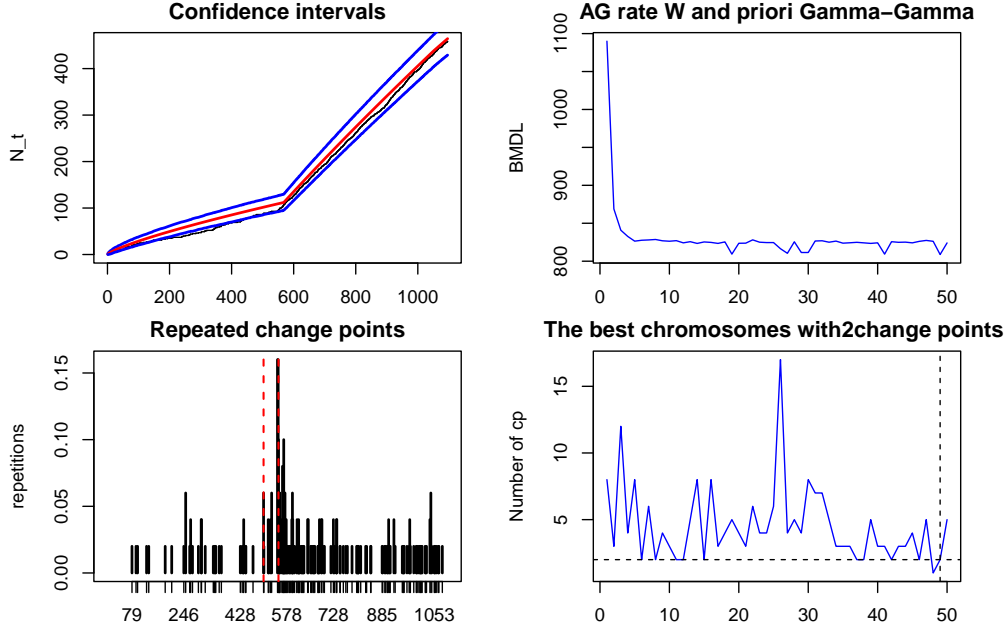 Confidence intervals
N_t
0 100 200 300 400
0 200 400 600 800 1000
AG rate W and priori Gamma−Gamma
BMDL
800 900 1000 1100
0 10 20 30 40 50
Repeated change points
repetitions
0.00 0.05 0.10 0.15
79 246 428 578 728 885 1053
The best chromosomes with2change points
Number of cp
5 10 15
0 10 20 30 40 50